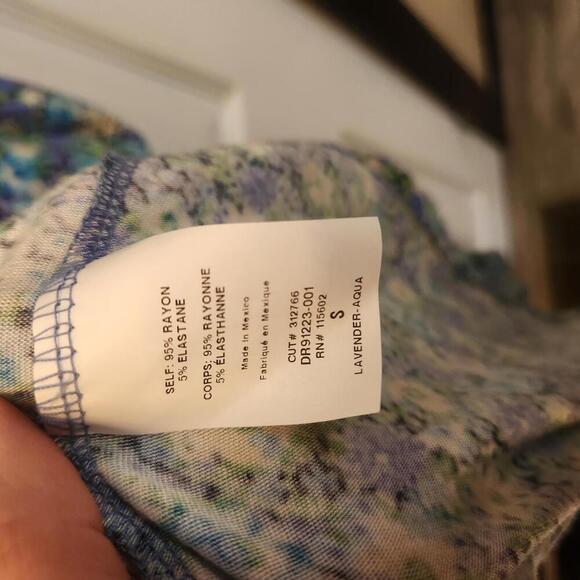 SELF: 95% RAYON
5% ELASTANE
CORPS: 95% RAYONNE
5% ÉLASTHANNE
Made in Mexico
Fabriqué en Mexique
CUT# 312766
DR91223-001
RN# 115602
S
LAVENDER-AQUA